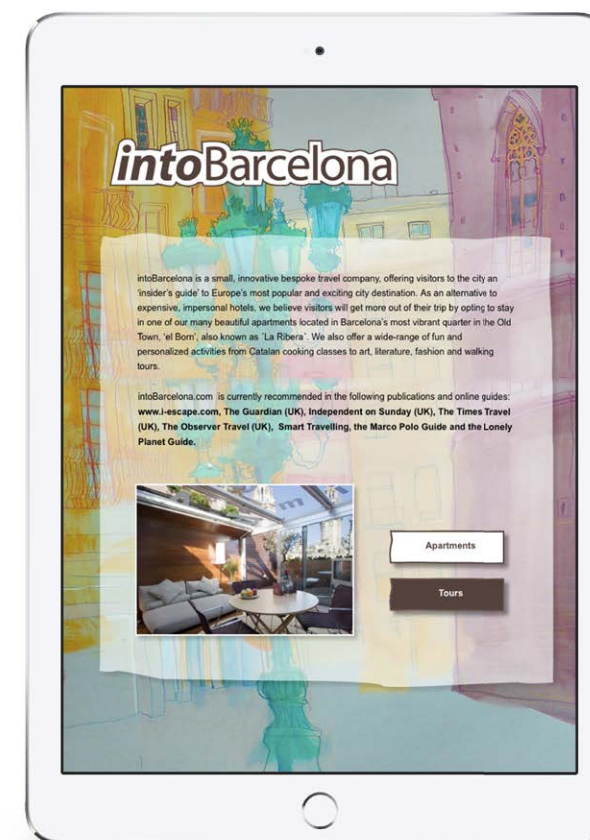 intoBarcelona
intoBarcelona is a small, innovative bespoke travel company, offering visitors to the city an
'insider's guide' to Europe's most popular and exciting city destination. As an alternative to
expensive, impersonal hotels, we believe visitors will get more out of their trip by opting to stay
in one of our many beautiful apartments located in Barcelona's most vibrant quarter in the Old
Town, 'el Born', also known as ´La Ribera´. We also offer a wide-range of fun and
personalized activities from Catalan cooking classes to art, literature, fashion and walking
tours.
intoBarcelona.com is currently recommended in the following publications and online guides:
www.i-escape.com, The Guardian (UK), Independent on Sunday (UK), The Times Travel
(UK), The Observer Travel (UK), Smart Travelling, the Marco Polo Guide and the Lonely
Planet Guide.
Apartments
Tours